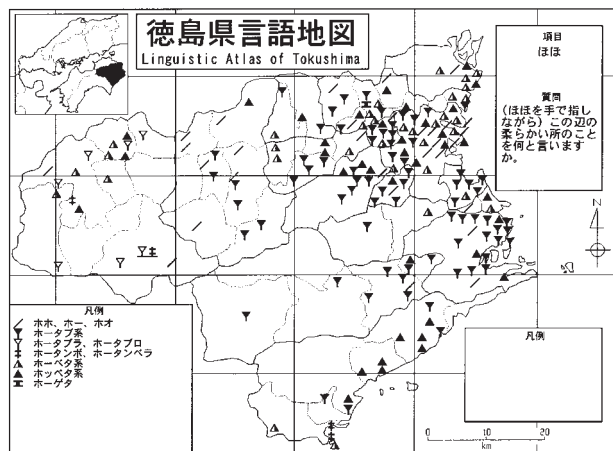 徳島県言語地図
Linguistic Atlas of Tokushima
項目
ほほ
質問
(ほほを手で指し
ながら)この辺の
柔らかい所のこと
を何と言います
か。
凡例
ホホ、ホー、ホオ
ホータブ系
ホータブラ、ホータブロ
ホータンボ、ホータンペラ
ホーベタ系
ホッペタ系
ホーゲタ
凡例
N
0 10 20
km